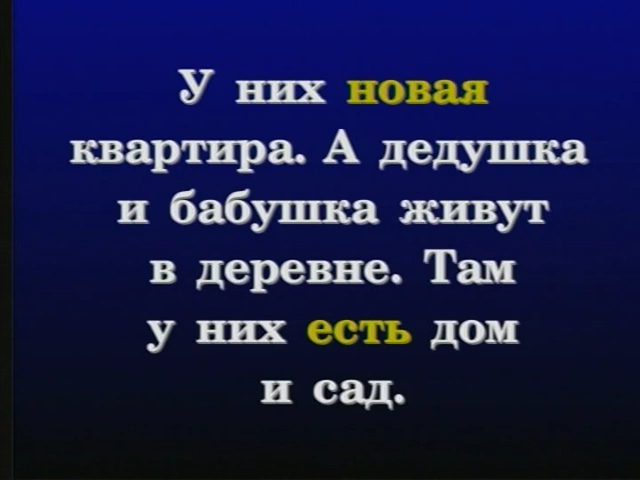 У них новая
квартира. А дедушка
и бабушка живут
в деревне. Там
у них есть дом
и сад.